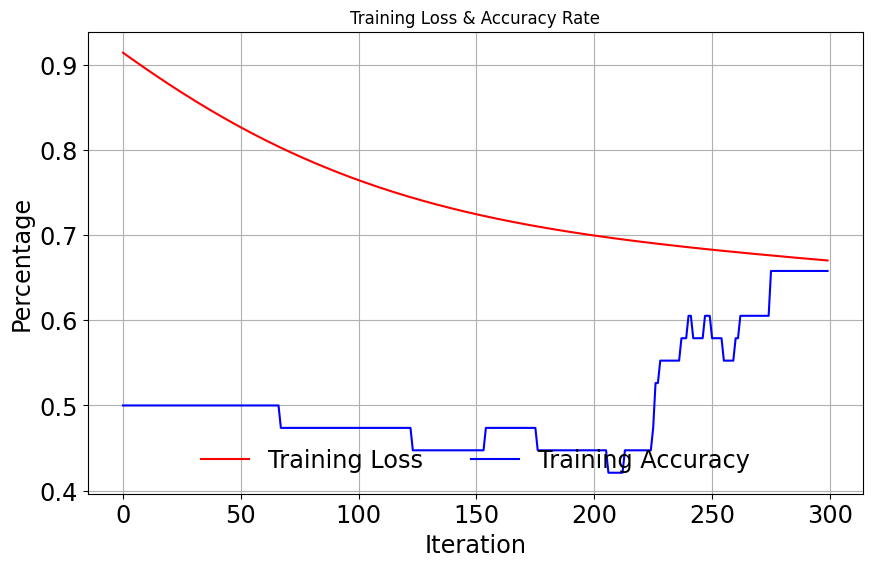 Training Loss & Accuracy Rate
Percentage
0.9
0.8
0.7
0.6
0.5
0.4
Training Loss
Training Accuracy
0 50 100 150 200 250 300
Iteration